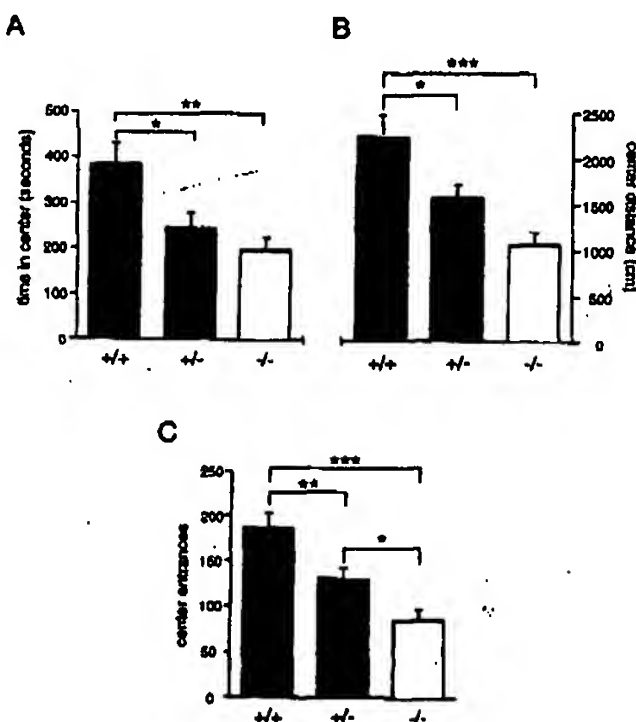 A
time in center (seconds)
500
400
300
200
100
0
**
*
+/+ +/- -/-
B
***
*
2500
2000
1500
1000
500
0
center distance [cm]
+/+ +/- -/-
C
center entrances
250
200
150
100
50
0
***
**
*
+/+ +/- -/-